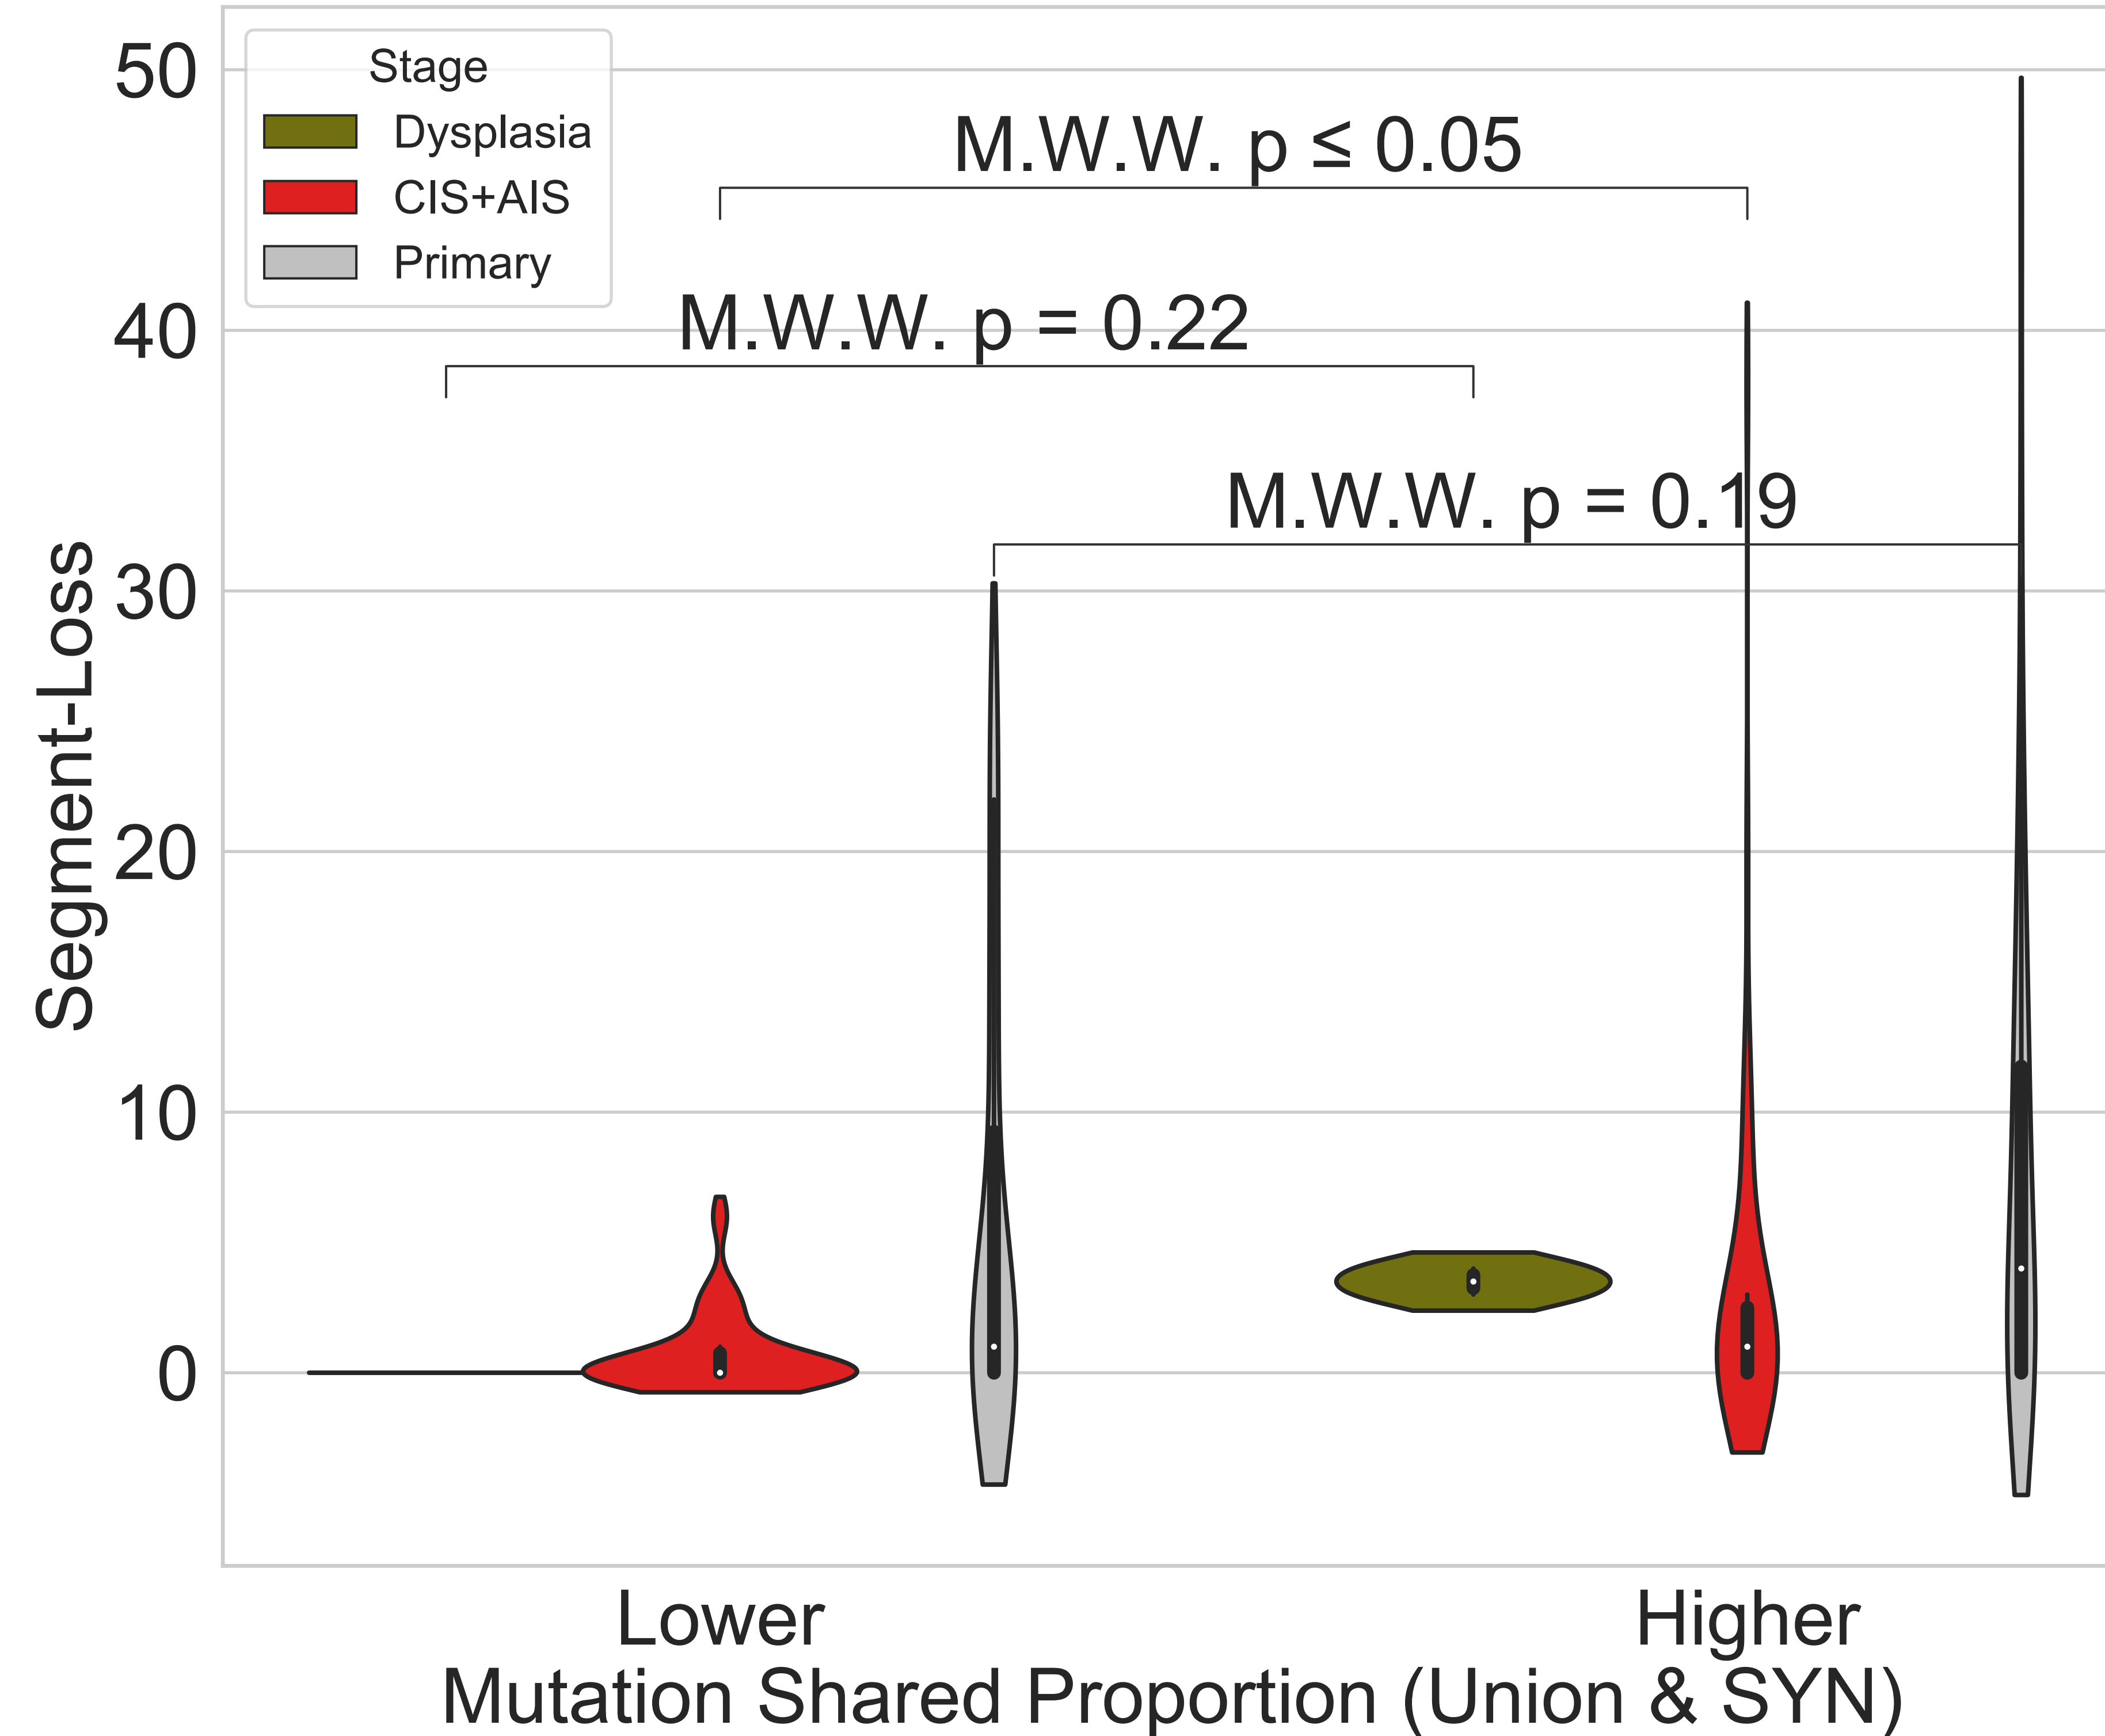 Stage
Dysplasia
CIS+AIS
Primary
M.W.W. p ≤ 0.05
M.W.W. p = 0.22
M.W.W. p = 0.19
Segment-Loss
50
40
30
20
10
0
Lower
Higher
Mutation Shared Proportion (Union & SYN)